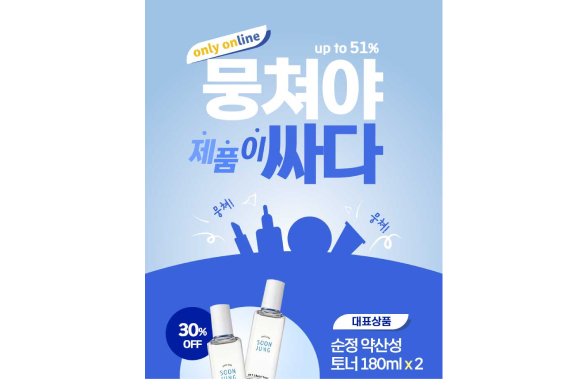 only online
up to 51%
뭉쳐야
제품이싸다
뭉쳐!
뭉쳐!
30%
OFF
SOON
JUNG
SOON
JUNG
대표상품
순정 약산성
토너 180ml x 2